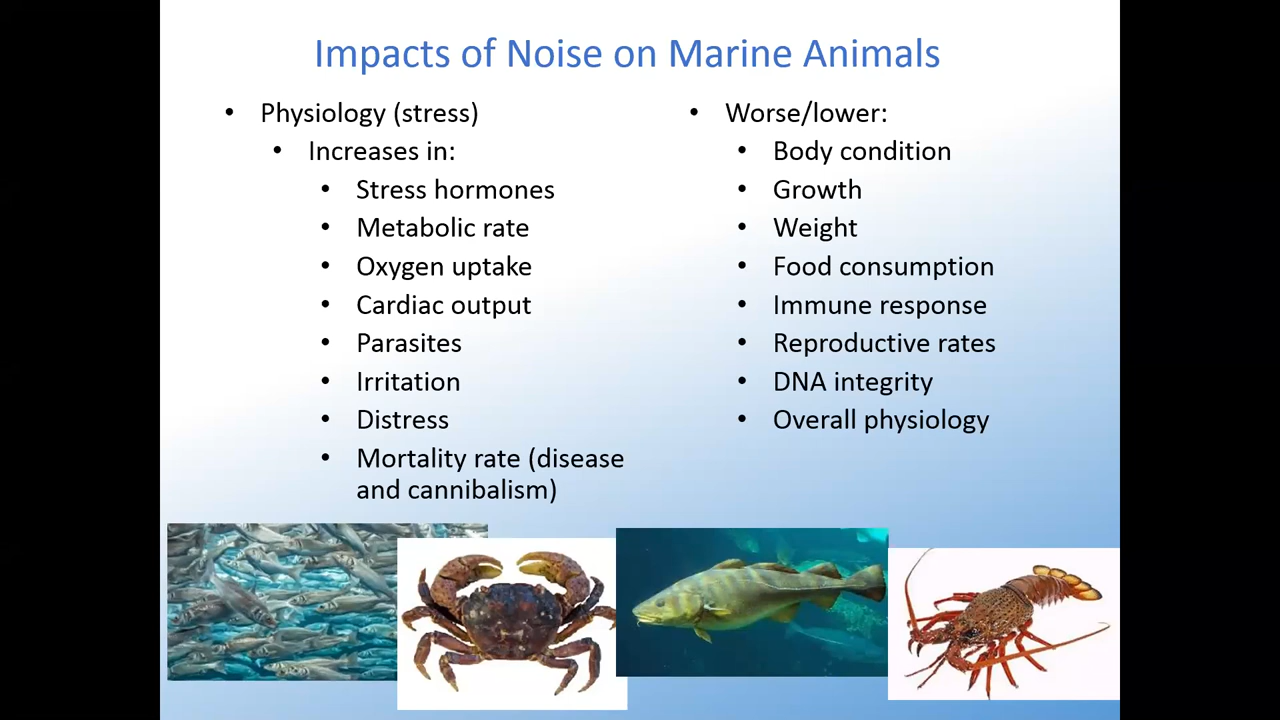 Impacts of Noise on Marine Animals
• Physiology (stress)
• Increases in:
• Stress hormones
• Metabolic rate
• Oxygen uptake
• Cardiac output
• Parasites
• Irritation
• Distress
• Mortality rate (disease
and cannibalism)
• Worse/lower:
• Body condition
• Growth
• Weight
• Food consumption
• Immune response
• Reproductive rates
• DNA integrity
• Overall physiology